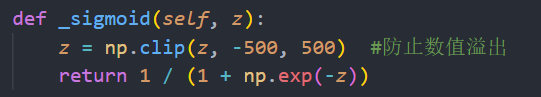 def _sigmoid(self, z):
    z = np.clip(z, -500, 500)  #防止数值溢出
    return 1 / (1 + np.exp(-z))